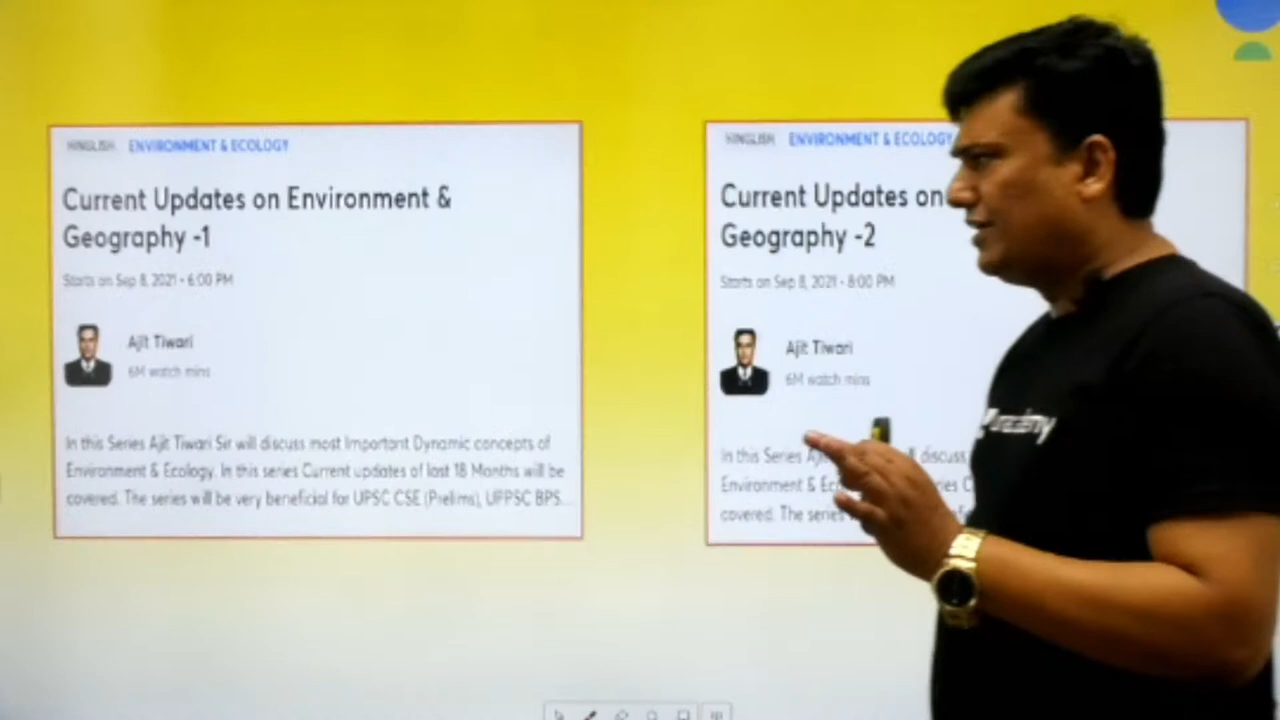 HINGLISH ENVIRONMENT & ECOLOGY
Current Updates on Environment &
Geography -1
Starts on Sep 8, 2021 • 6:00 PM
Ajit Tiwari
6M watch mins
In this Series Ajit Tiwari Sir will discuss most Important Dynamic concepts of
Environment & Ecology. In this series Current updates of last 18 Months will be
covered. The series will be very beneficial for UPSC CSE (Prelims), UPPSC BPS...
HINGLISH ENVIRONMENT & ECOLOGY
Current Updates on
Geography -2
Starts on Sep 8, 2021 • 8:00 PM
Ajit Tiwari
6M watch mins
In this Series discuss
Environment &
covered. The series